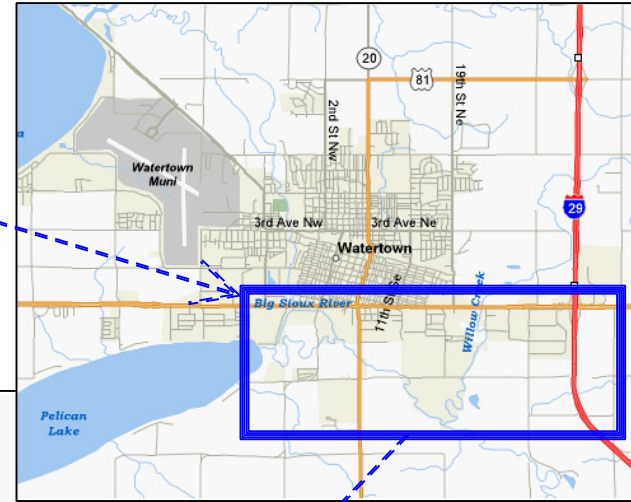 20
81
19th St Ne
2nd St Nw
a
Watertown
Muni
3rd Ave Nw
3rd Ave Ne
29
Watertown
11th St Se
Willow Creek
Big Sioux River
Pelican
Lake